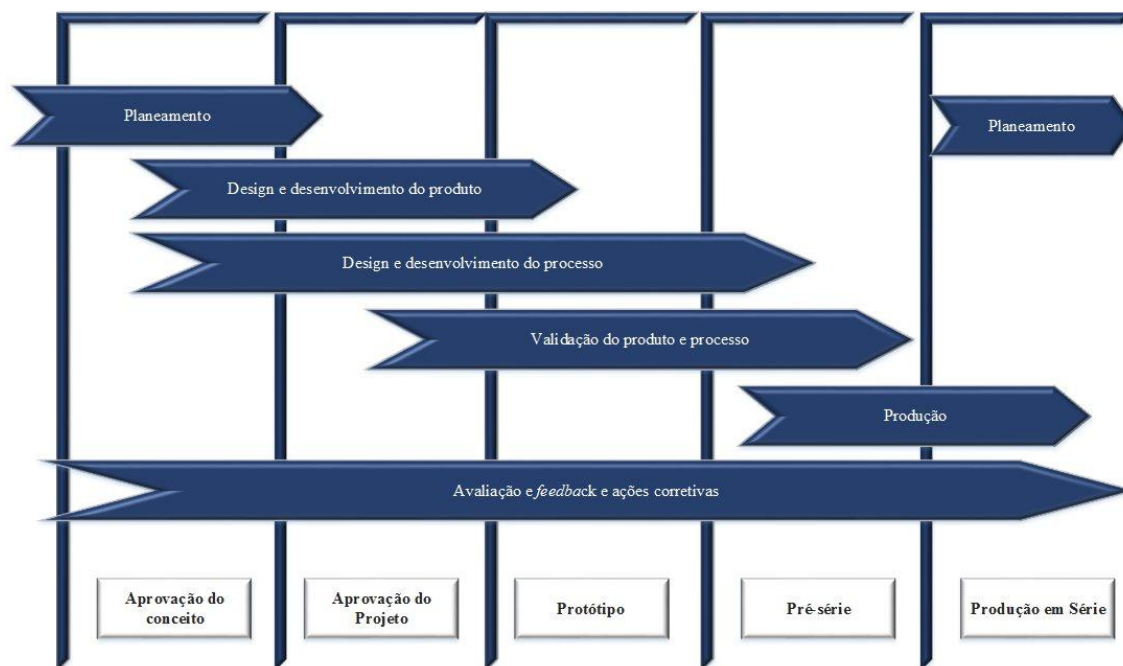 Planeamento
Planeamento
Design e desenvolvimento do produto
Design e desenvolvimento do processo
Validação do produto e processo
Produção
Avaliação e feedback e ações corretivas
Aprovação do
conceito
Aprovação do
Projeto
Protótipo
Pré-série
Produção em Série